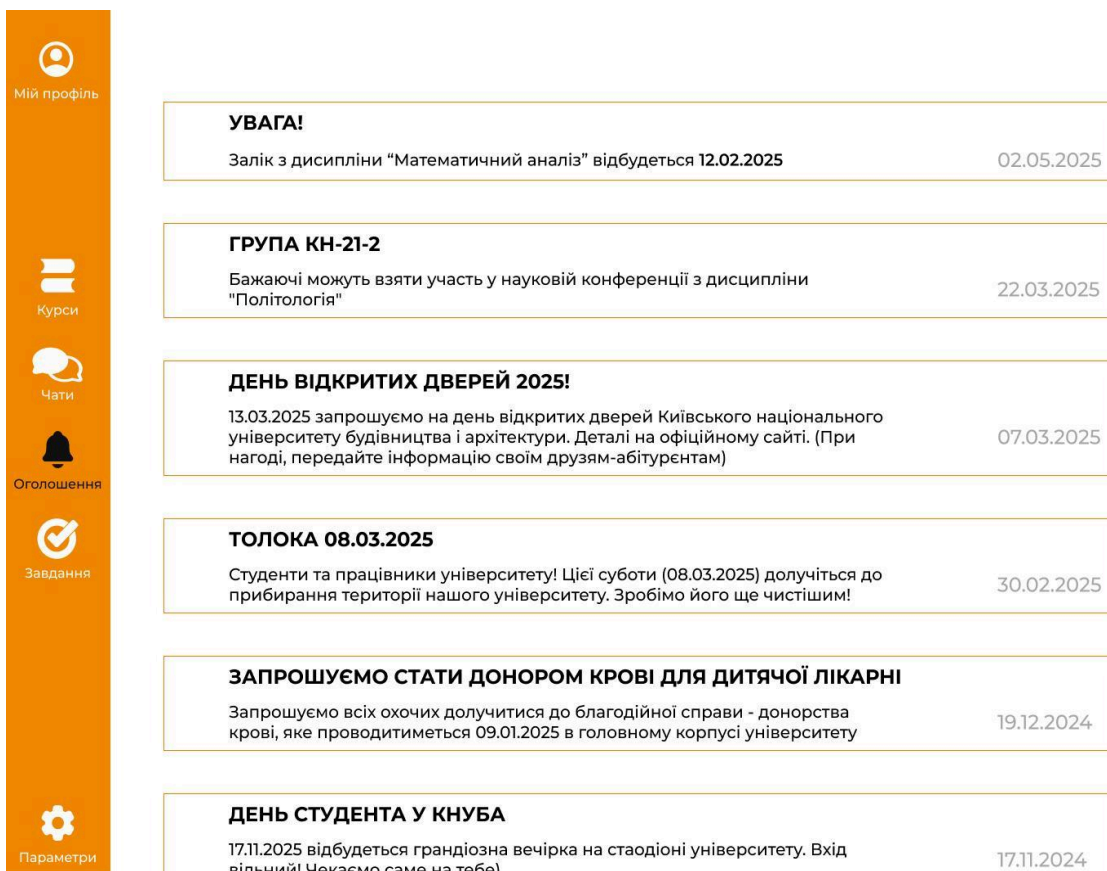 Мій профіль
Курси
Чати
Оголошення
Завдання
Параметри
УВАГА!
Залік з дисипліни “Математичний аналіз” відбудеться 12.02.2025
02.05.2025
ГРУПА КН-21-2
Бажаючі можуть взяти участь у науковій конференції з дисципліни
"Політологія"
22.03.2025
ДЕНЬ ВІДКРИТИХ ДВЕРЕЙ 2025!
13.03.2025 запрошуємо на день відкритих дверей Київського національного
університету будівництва і архітектури. Деталі на офіційному сайті. (При
нагоді, передайте інформацію своїм друзям-абітурєнтам)
07.03.2025
ТОЛОКА 08.03.2025
Студенти та працівники університету! Цієї суботи (08.03.2025) долучіться до
прибирання території нашого університету. Зробімо його ще чистішим!
30.02.2025
ЗАПРОШУЄМО СТАТИ ДОНОРОМ КРОВІ ДЛЯ ДИТЯЧОЇ ЛІКАРНІ
Запрошуємо всіх охочих долучитися до благодійної справи - донорства
крові, яке проводитиметься 09.01.2025 в головному корпусі університету
19.12.2024
ДЕНЬ СТУДЕНТА У КНУБА
17.11.2025 відбудеться грандіозна вечірка на стаодіоні університету. Вхід
вільний! Чекаємо саме на тебе)
17.11.2024